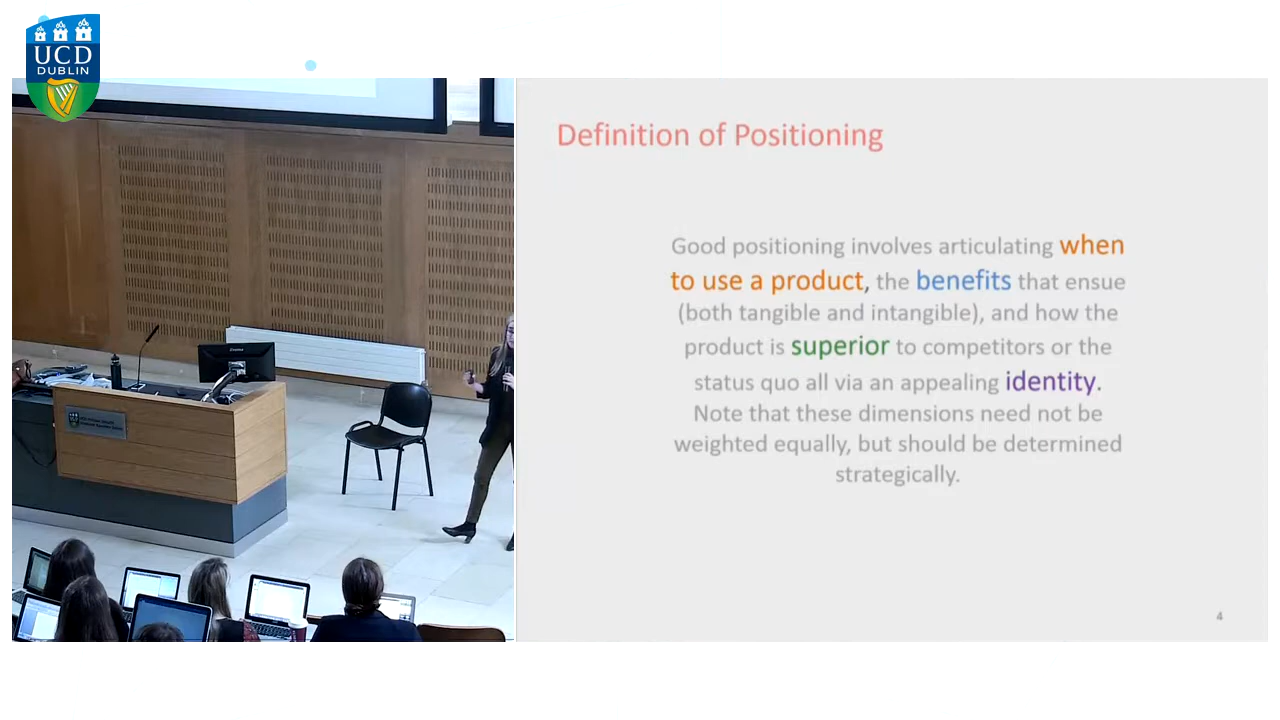 UCD
DUBLIN
Definition of Positioning
Good positioning involves articulating when
to use a product, the benefits that ensue
(both tangible and intangible), and how the
product is superior to competitors or the
status quo all via an appealing identity.
Note that these dimensions need not be
weighted equally, but should be determined
strategically.
4